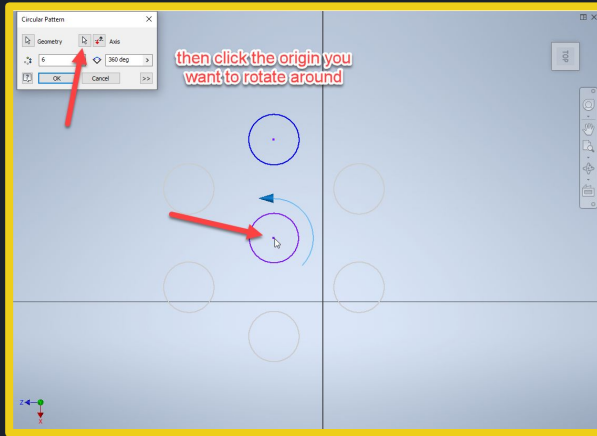 Circular Pattern
Geometry
Axis
6
360 deg
>
?
OK
Cancel
>>
then click the origin you
want to rotate around
TOP
Z
X